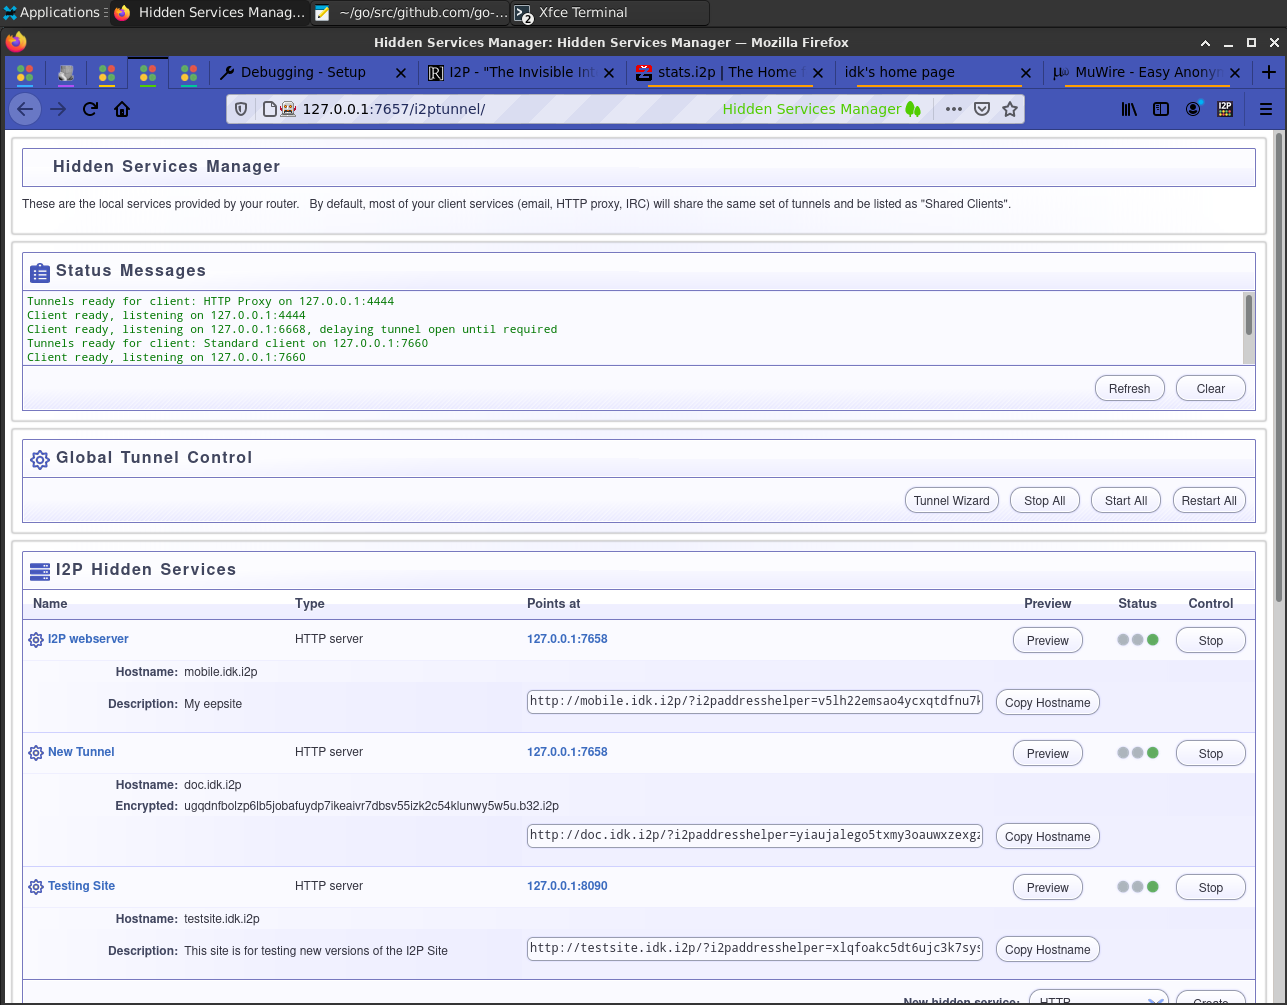 Applications Hidden Services Manag... ~/go/src/github.com/go-... 2 Xfce Terminal
Hidden Services Manager: Hidden Services Manager — Mozilla Firefox
Debugging - Setup I2P - "The Invisible Int stats.i2p | The Home f idk's home page MuWire - Easy Anonyn
127.0.0.1:7657/i2ptunnel/ Hidden Services Manager I2P
Hidden Services Manager
These are the local services provided by your router. By default, most of your client services (email, HTTP proxy, IRC) will share the same set of tunnels and be listed as "Shared Clients".
Status Messages
Tunnels ready for client: HTTP Proxy on 127.0.0.1:4444
Client ready, listening on 127.0.0.1:4444
Client ready, listening on 127.0.0.1:6668, delaying tunnel open until required
Tunnels ready for client: Standard client on 127.0.0.1:7660
Client ready, listening on 127.0.0.1:7660
Refresh Clear
Global Tunnel Control
Tunnel Wizard Stop All Start All Restart All
I2P Hidden Services
Name Type Points at Preview Status Control
I2P webserver HTTP server 127.0.0.1:7658 Preview Stop
Hostname: mobile.idk.i2p
Description: My eepsite http://mobile.idk.i2p/?i2paddresshelper=v5lh22emsao4ycxqtdfnu7k Copy Hostname
New Tunnel HTTP server 127.0.0.1:7658 Preview Stop
Hostname: doc.idk.i2p
Encrypted: ugqdnfbolzp6lb5jobafuydp7ikeaivr7dbsv55izk2c54klunwy5w5u.b32.i2p
http://doc.idk.i2p/?i2paddresshelper=yiaujalego5txmy3oauwxzexgz Copy Hostname
Testing Site HTTP server 127.0.0.1:8090 Preview Stop
Hostname: testsite.idk.i2p
Description: This site is for testing new versions of the I2P Site http://testsite.idk.i2p/?i2paddresshelper=xlqfoakc5dt6ujc3k7sys Copy Hostname
New hidden service: HTTP Create